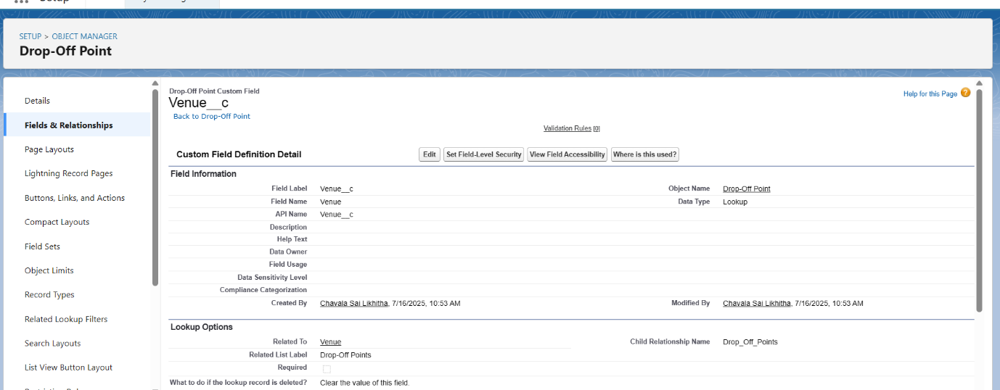 SETUP > OBJECT MANAGER
Drop-Off Point
Details
Fields & Relationships
Page Layouts
Lightning Record Pages
Buttons, Links, and Actions
Compact Layouts
Field Sets
Object Limits
Record Types
Related Lookup Filters
Search Layouts
List View Button Layout
Drop-Off Point Custom Field
Venue__c
Back to Drop-Off Point
Help for this Page ?
Validation Rules [0]
Custom Field Definition Detail
Edit
Set Field-Level Security
View Field Accessibility
Where is this used?
Field Information
Field Label Venue__c Object Name Drop-Off Point
Field Name Venue Data Type Lookup
API Name Venue__c
Description
Help Text
Data Owner
Field Usage
Data Sensitivity Level
Compliance Categorization
Created By Chavala Sai Likhitha, 7/16/2025, 10:53 AM Modified By Chavala Sai Likhitha, 7/16/2025, 10:53 AM
Lookup Options
Related To Venue Child Relationship Name Drop_Off_Points
Related List Label Drop-Off Points
Required
What to do if the lookup record is deleted? Clear the value of this field.